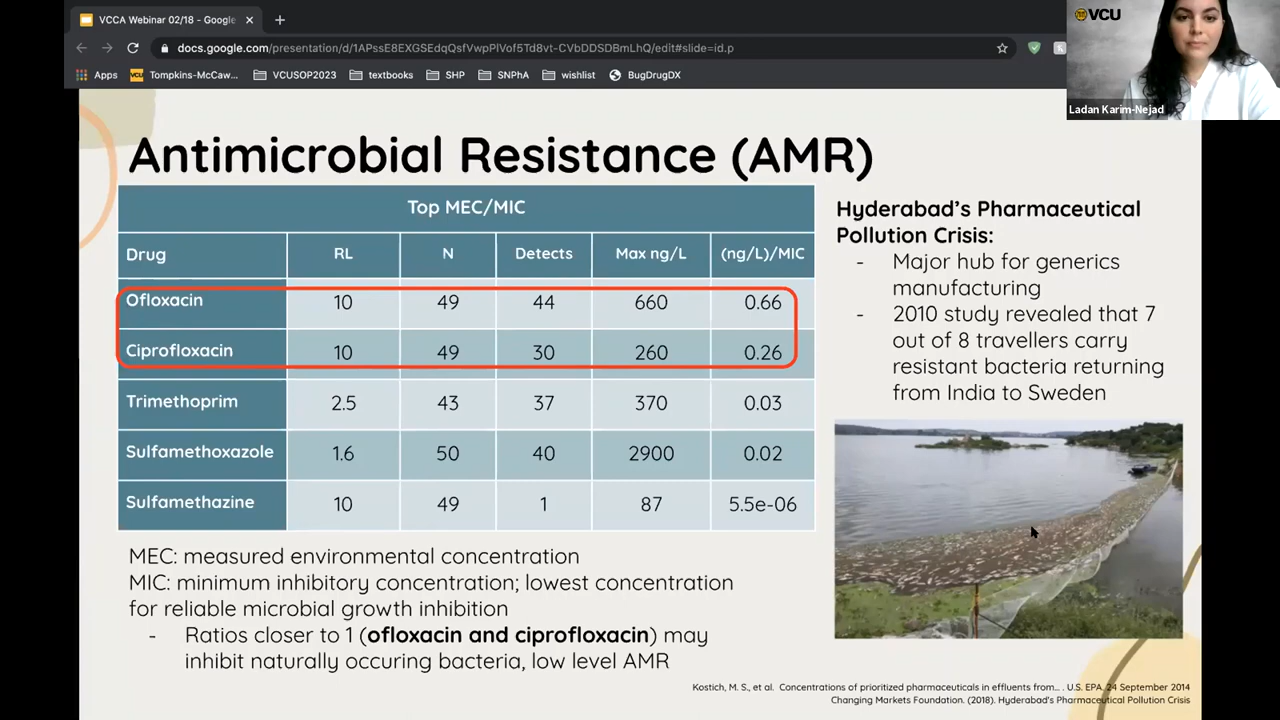 VCCA Webinar 02/18 - Google
docs.google.com/presentation/d/1APssE8EXGSEdqQsfVwpPlVof5Td8vt-CVbDDSDBmLhQ/edit#slide=id.p
Apps Tompkins-McCaw... VCUSOP2023 textbooks SHP SNPhA wishlist BugDrugDX
VCU
Ladan Karim-Nejad
Antimicrobial Resistance (AMR)
Top MEC/MIC
Drug RL N Detects Max ng/L (ng/L)/MIC
Ofloxacin 10 49 44 660 0.66
Ciprofloxacin 10 49 30 260 0.26
Trimethoprim 2.5 43 37 370 0.03
Sulfamethoxazole 1.6 50 40 2900 0.02
Sulfamethazine 10 49 1 87 5.5e-06
MEC: measured environmental concentration
MIC: minimum inhibitory concentration; lowest concentration
for reliable microbial growth inhibition
- Ratios closer to 1 (ofloxacin and ciprofloxacin) may
inhibit naturally occuring bacteria, low level AMR
Hyderabad's Pharmaceutical
Pollution Crisis:
- Major hub for generics
manufacturing
- 2010 study revealed that 7
out of 8 travellers carry
resistant bacteria returning
from India to Sweden
Kostich, M. S., et al. Concentrations of prioritized pharmaceuticals in effluents from... . U.S. EPA. 24 September 2014
Changing Markets Foundation. (2018). Hyderabad's Pharmaceutical Pollution Crisis